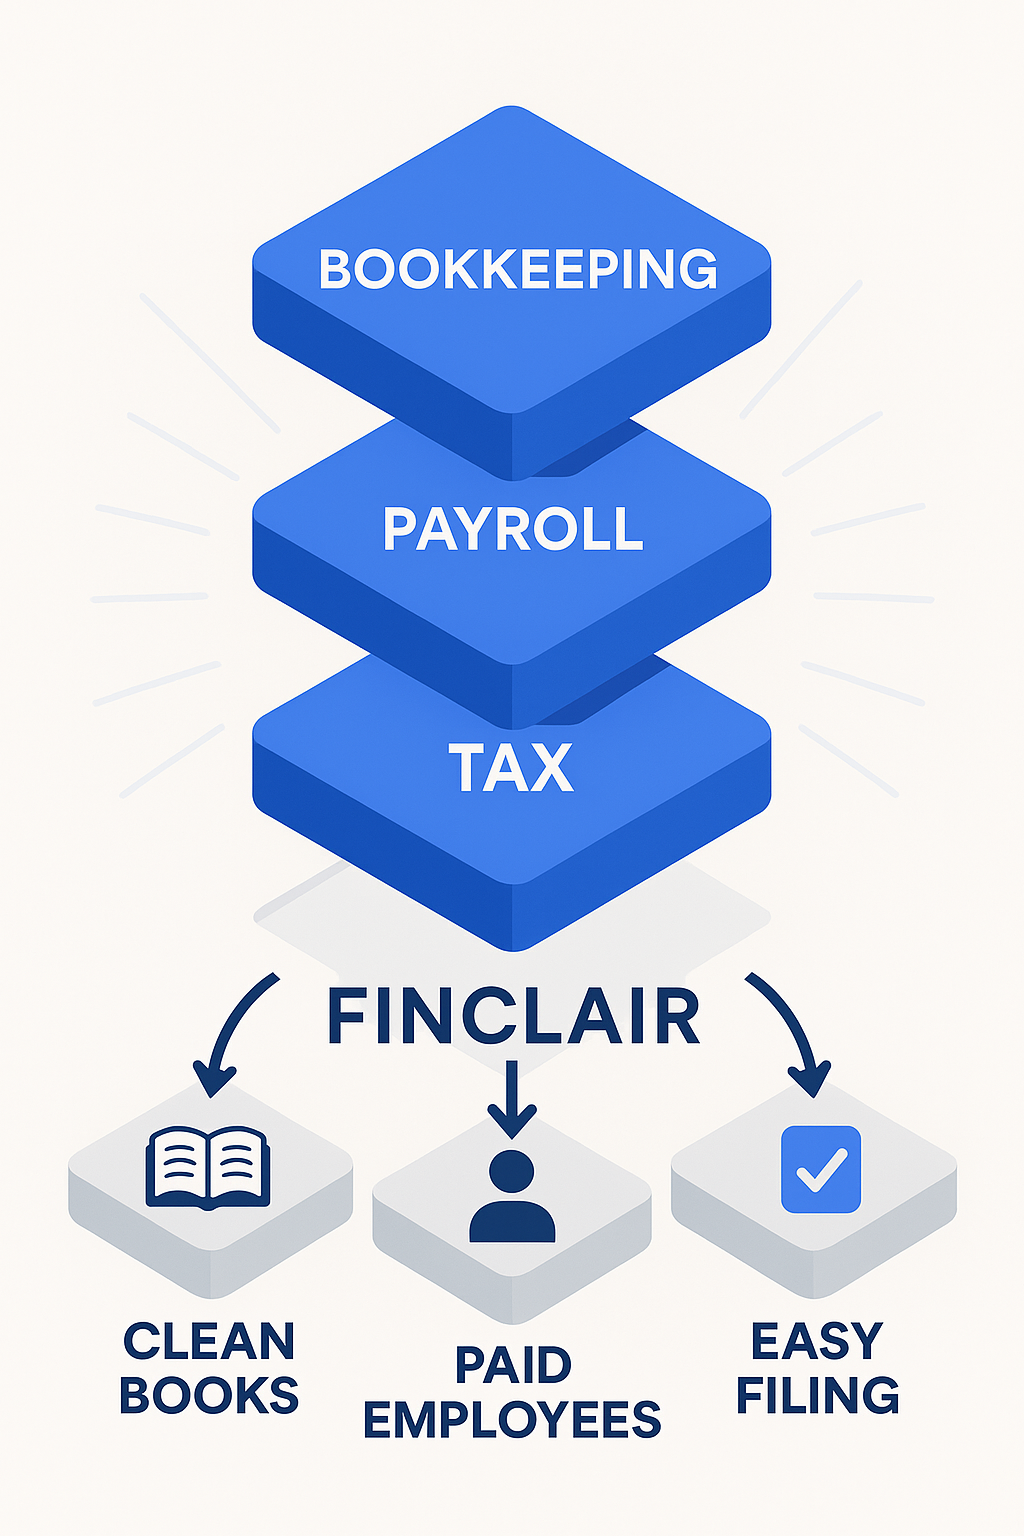 BOOKKEEPING
PAYROLL
TAX
FINCLAIR
CLEAN
BOOKS
PAID
EMPLOYEES
EASY
FILING